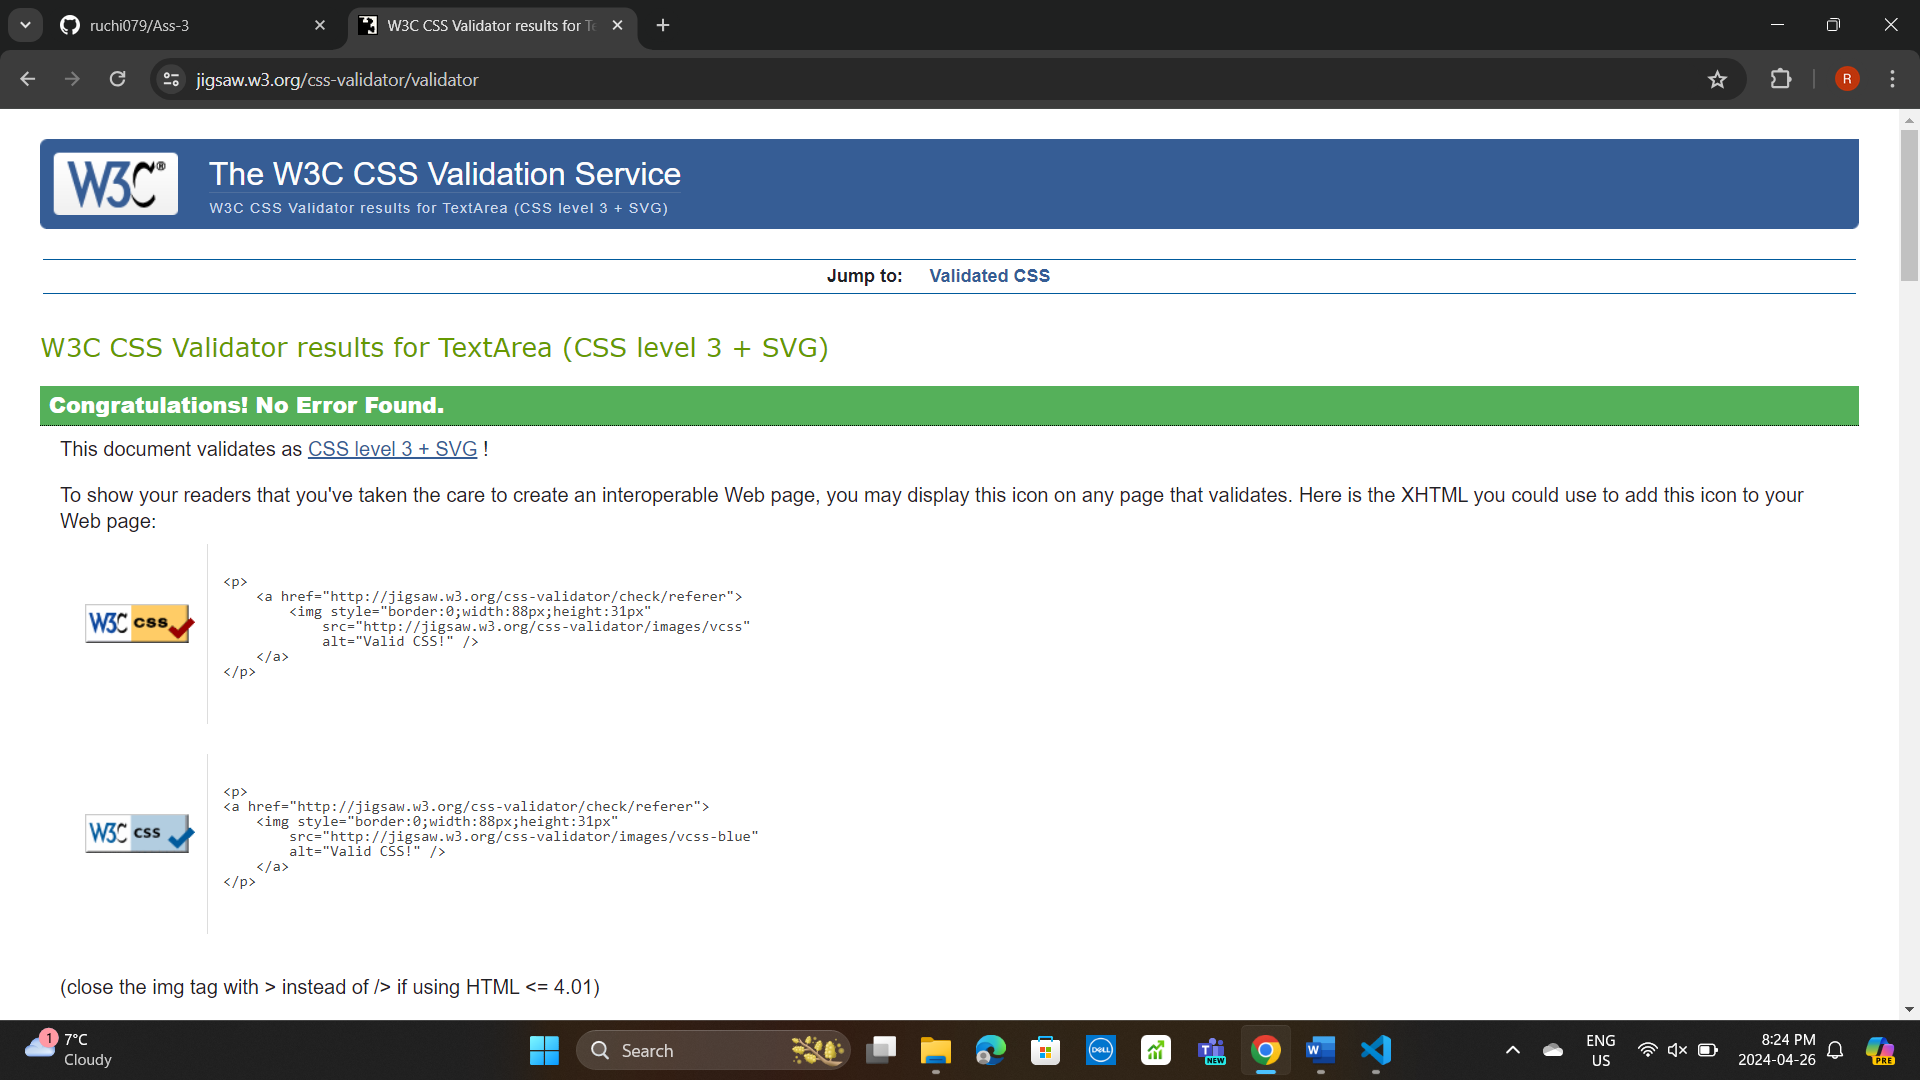 ruchi079/Ass-3
W3C CSS Validator results for Te
jigsaw.w3.org/css-validator/validator
R
W3C®
The W3C CSS Validation Service
W3C CSS Validator results for TextArea (CSS level 3 + SVG)
Jump to: Validated CSS
W3C CSS Validator results for TextArea (CSS level 3 + SVG)
Congratulations! No Error Found.
This document validates as CSS level 3 + SVG !
To show your readers that you've taken the care to create an interoperable Web page, you may display this icon on any page that validates. Here is the XHTML you could use to add this icon to your
Web page:
W3C css
<p>
<a href="http://jigsaw.w3.org/css-validator/check/referer">
<img style="border:0;width:88px;height:31px"
src="http://jigsaw.w3.org/css-validator/images/vcss"
alt="Valid CSS!" />
</a>
</p>
W3C css
<p>
<a href="http://jigsaw.w3.org/css-validator/check/referer">
<img style="border:0;width:88px;height:31px"
src="http://jigsaw.w3.org/css-validator/images/vcss-blue"
alt="Valid CSS!" />
</a>
</p>
(close the img tag with > instead of /> if using HTML <= 4.01)
1
7°C
Cloudy
Search
DELL
T
NEW
W
ENG
US
8:24 PM
2024-04-26
PRE